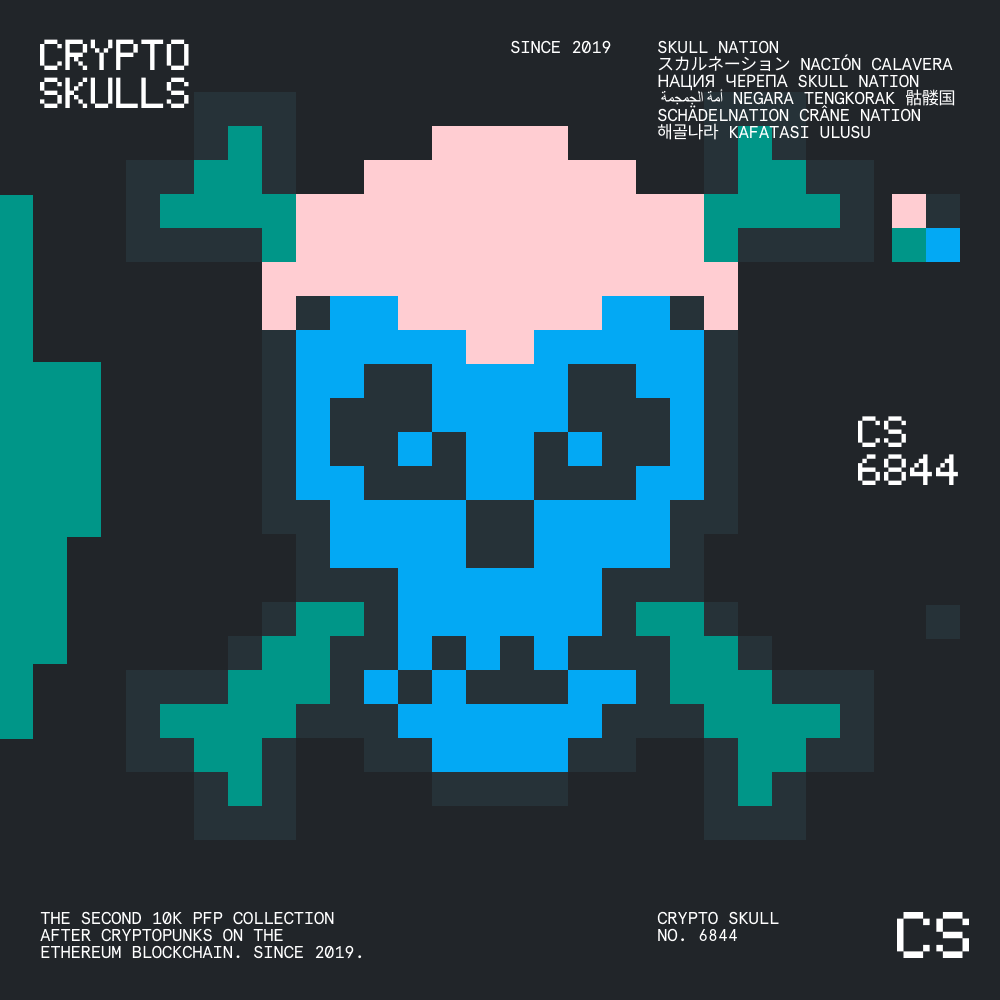 CRYPTO
SKULLS
SINCE 2019
SKULL NATION
スカルネーション NACIÓN CALAVERA
НАЦИЯ ЧЕРЕПА SKULL NATION
أمة الجمجمة NEGARA TENGKORAK 骷髅国
SCHÄDELNATION CRÂNE NATION
해골나라 KAFATASI ULUSU
CS
6844
THE SECOND 10K PFP COLLECTION
AFTER CRYPTOPUNKS ON THE
ETHEREUM BLOCKCHAIN. SINCE 2019.
CRYPTO SKULL
NO. 6844
CS